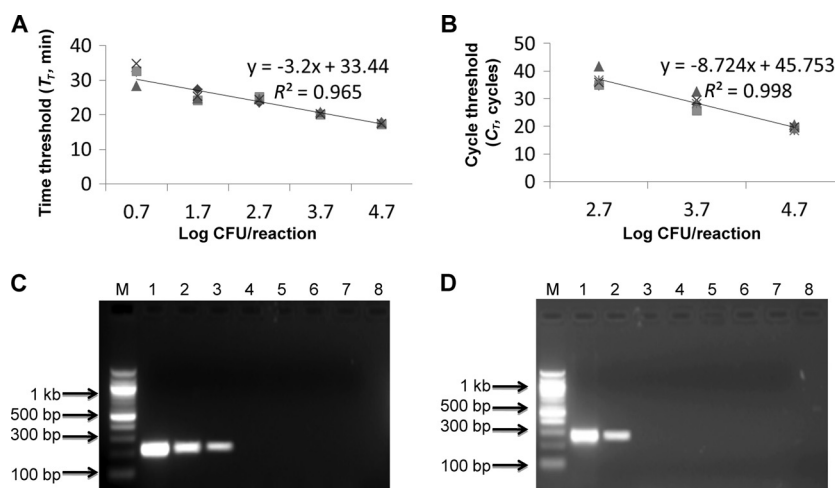 A
Time threshold (T_T, min)
40
30
20
10
0
y = -3.2x + 33.44
R² = 0.965
0.7 1.7 2.7 3.7 4.7
Log CFU/reaction
B
Cycle threshold
(C_T, cycles)
50
40
30
20
10
0
y = -8.724x + 45.753
R² = 0.998
2.7 3.7 4.7
Log CFU/reaction
C
M 1 2 3 4 5 6 7 8
1 kb
500 bp
300 bp
100 bp
D
M 1 2 3 4 5 6 7 8
1 kb
500 bp
300 bp
100 bp